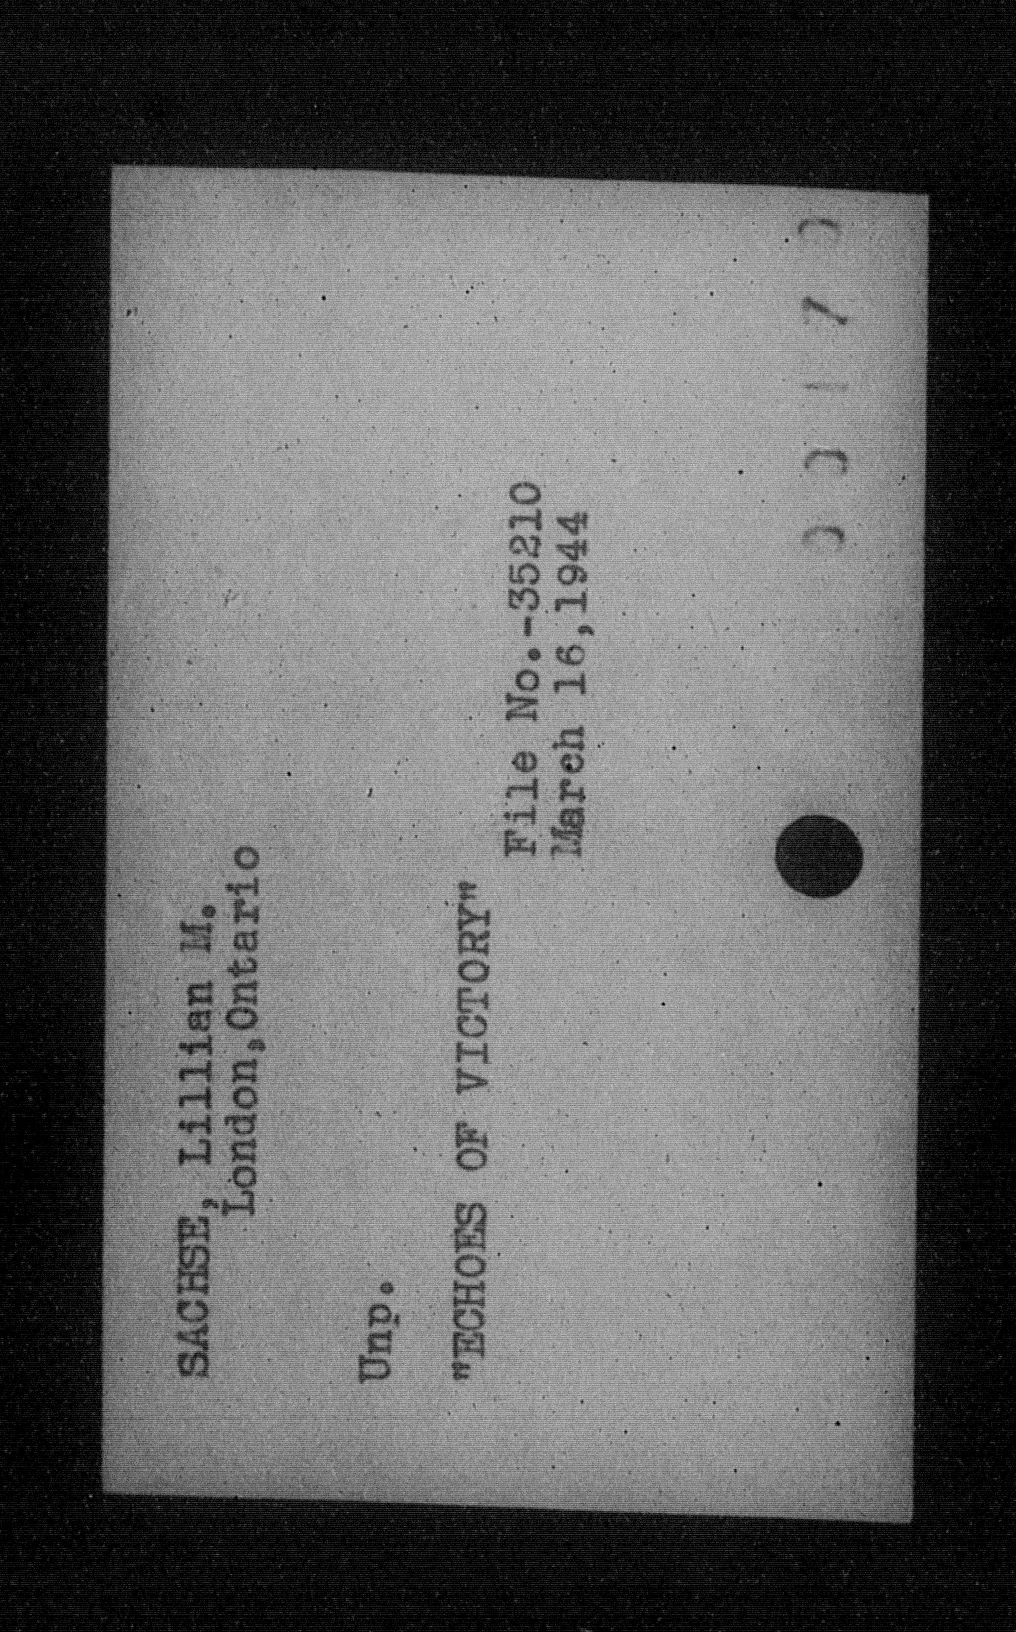 SACHSE, Lillian M.
London,Ontario
Unp.
"ECHOES OF VICTORY"
File No.-35210
March 16,1944